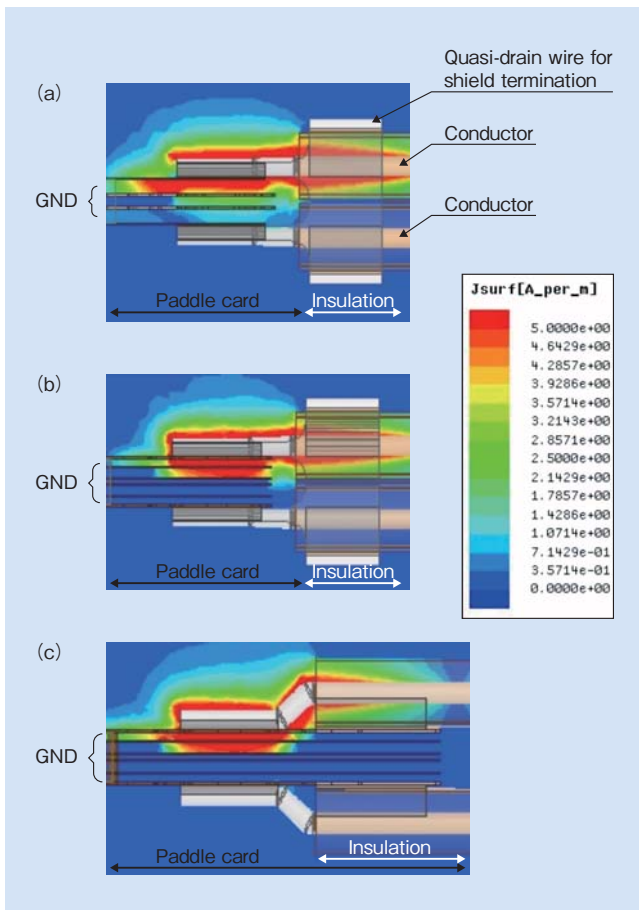 Quasi-drain wire for
shield termination
(a)
Conductor
GND
Conductor
Paddle card
Insulation
Jsurf[A_per_m]
5.0000e+00
4.6429e+00
4.2857e+00
3.9286e+00
3.5714e+00
3.2143e+00
2.8571e+00
2.5000e+00
2.1429e+00
1.7857e+00
1.4286e+00
1.0714e+00
7.1429e-01
3.5714e-01
0.0000e+00
(b)
GND
Paddle card
Insulation
(c)
GND
Insulation
Paddle card